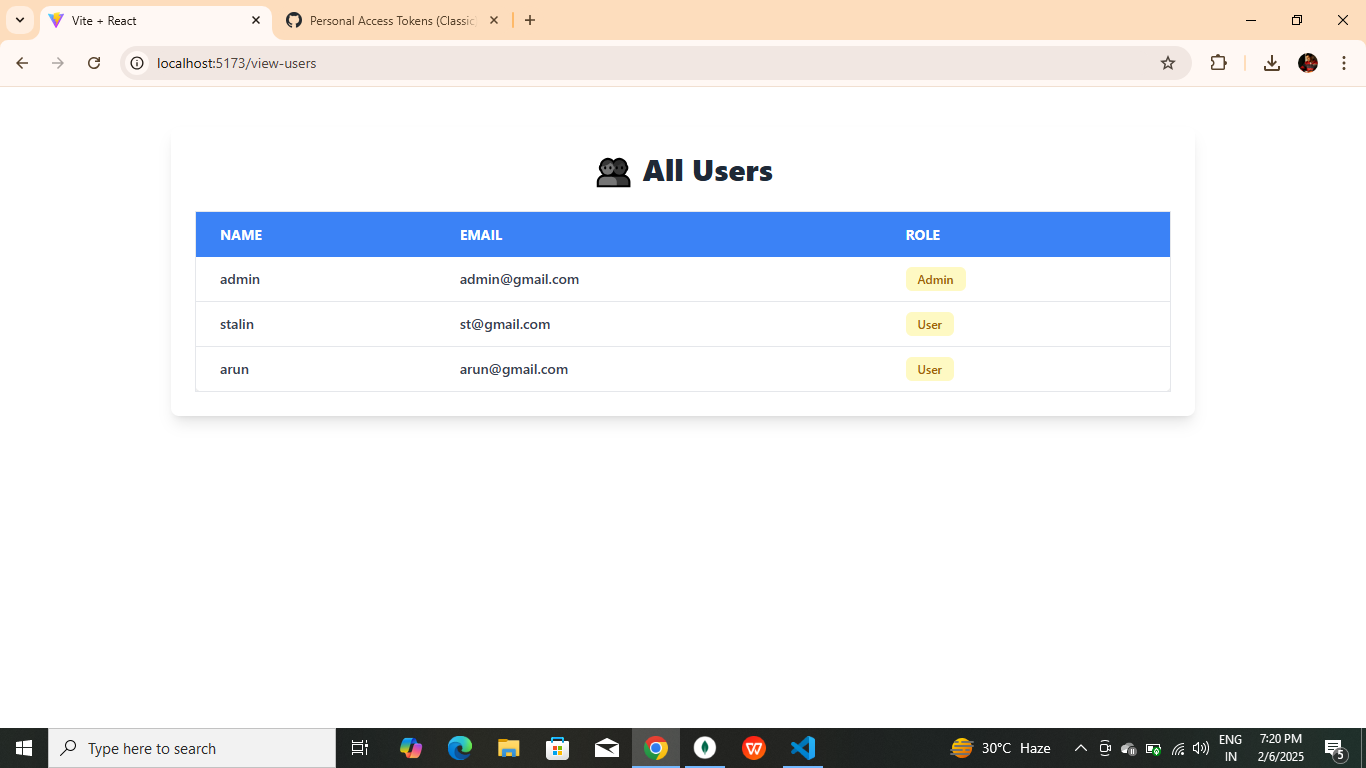 Vite + React
Personal Access Tokens (Classic
localhost:5173/view-users
All Users
NAME EMAIL ROLE
admin admin@gmail.com Admin
stalin st@gmail.com User
arun arun@gmail.com User
Type here to search
30°C Haze
ENG
IN
7:20 PM
2/6/2025
5